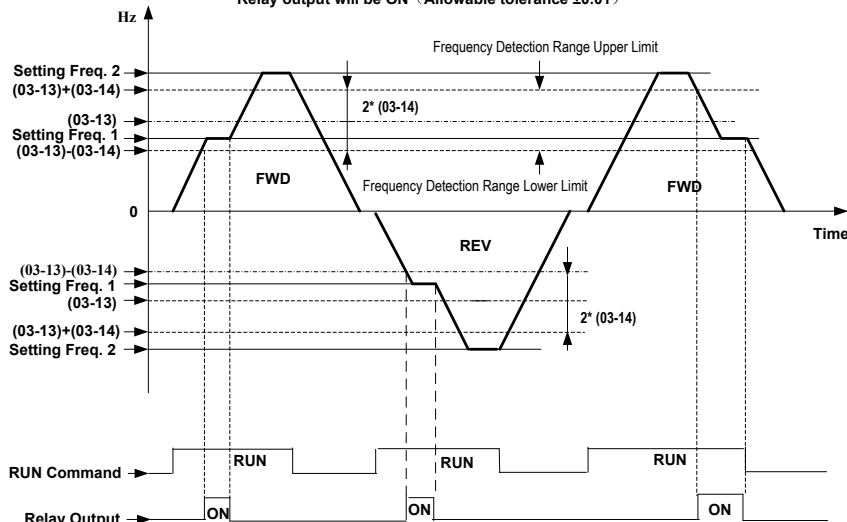 Relay output will be ON (Allowable tolerance ±0.01)
Hz
Frequency Detection Range Upper Limit
Setting Freq. 2
(03-13)+(03-14)
2* (03-14)
(03-13)
Setting Freq. 1
(03-13)-(03-14)
FWD
Frequency Detection Range Lower Limit
FWD
0
Time
REV
(03-13)-(03-14)
Setting Freq. 1
(03-13)
2* (03-14)
(03-13)+(03-14)
Setting Freq. 2
RUN Command
RUN
RUN
RUN
Relay Output
ON
ON
ON